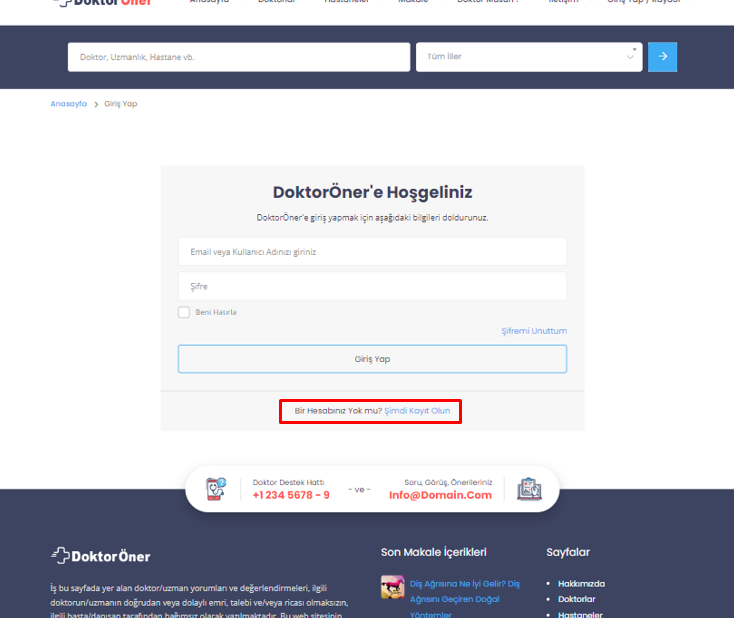 DoktorÖner Anasayfa Doktorlar Hastaneler Makale Doktor Masan? İletişim Giriş Yap / Kaydol
Doktor, Uzmanlık, Hastane vb. Tüm İller
Anasayfa > Giriş Yap
DoktorÖner'e Hoşgeliniz
DoktorÖner'e giriş yapmak için aşağıdaki bilgileri doldurunuz.
Email veya Kullanıcı Adınızı giriniz
Şifre
Beni Hatırla
Şifremi Unuttum
Giriş Yap
Bir Hesabınız Yok mu? Şimdi Kayıt Olun
Doktor Destek Hattı
+1 234 5678 - 9
- ve -
Soru, Görüş, Önerileriniz
Info@Domain.Com
DoktorÖner
İş bu sayfada yer alan doktor/uzman yorumları ve değerlendirmeleri, ilgili
doktorun/uzmanın doğrudan veya dolaylı emri, talebi ve/veya ricası olmaksızın,
ilgili hasta/danışan tarafından bağımsız olarak yapılmaktadır. Bu web sitesinin
Son Makale İçerikleri
Diş Ağrısına Ne İyi Gelir? Diş
Ağrısını Geçiren Doğal
Yöntemler
Sayfalar
Hakkımızda
Doktorlar
Hastaneler